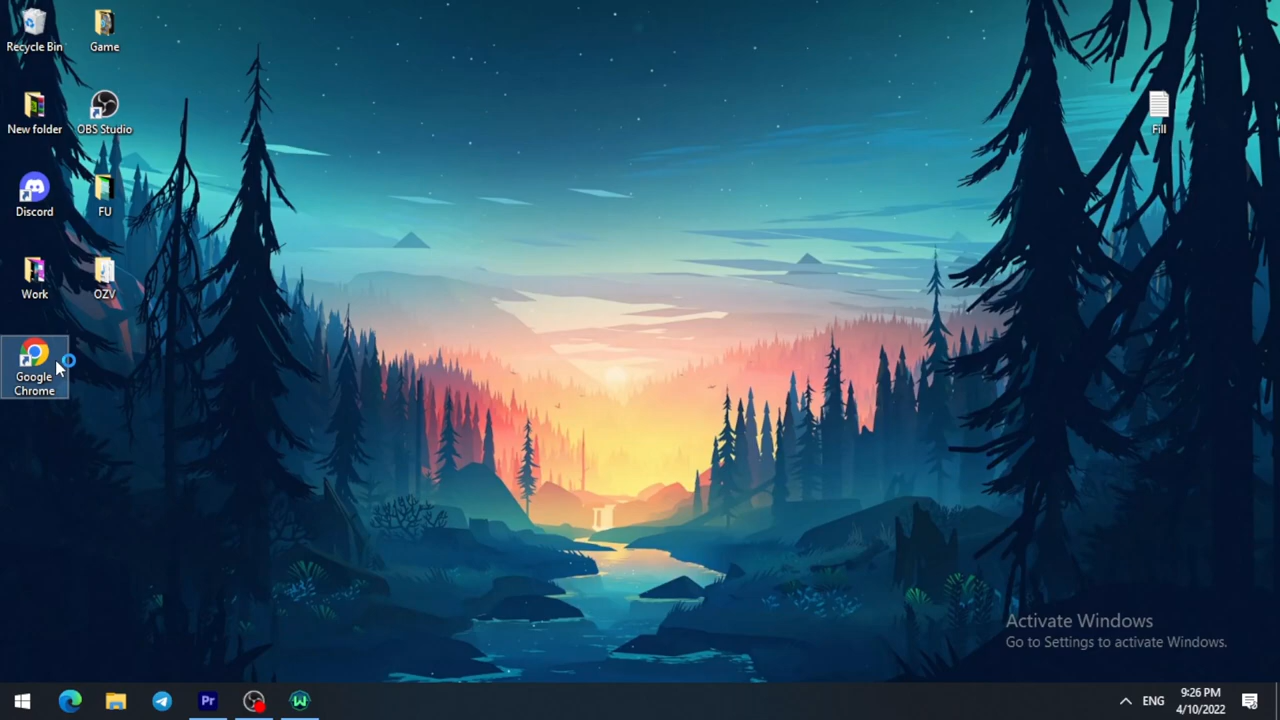 Recycle Bin
Game
New folder
OBS Studio
Fill
Discord
FU
Work
OZV
Google
Chrome
Activate Windows
Go to Settings to activate Windows.
Pr
W
ENG
9:26 PM
4/10/2022